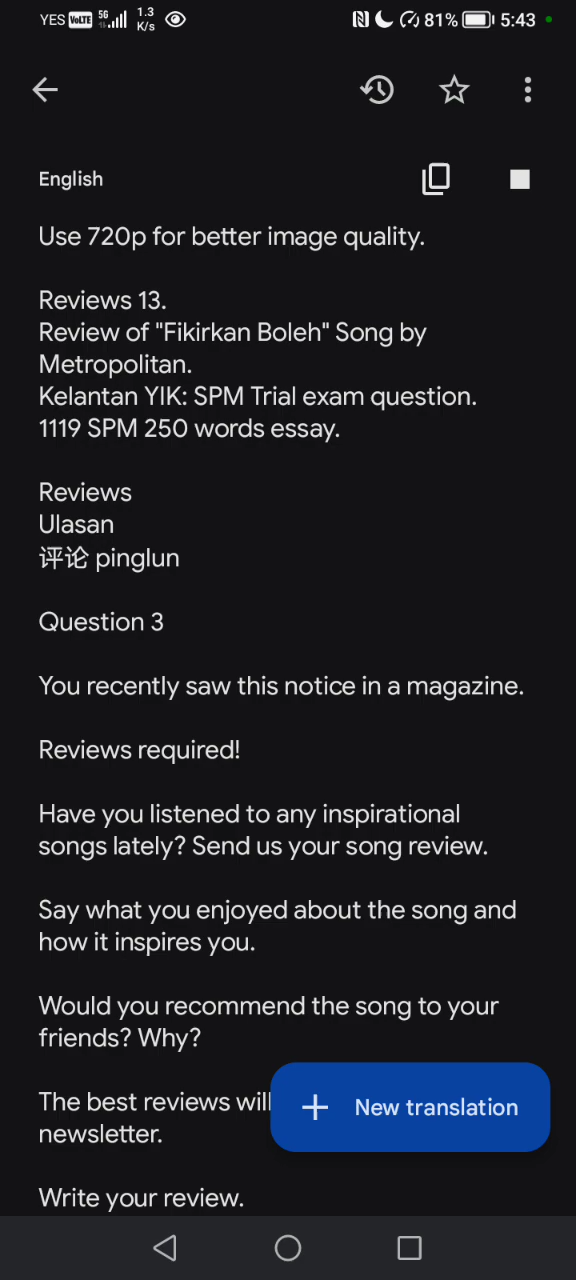 YES VoLTE 5G 1.3 K/s 81% 5:43
English
Use 720p for better image quality.
Reviews 13.
Review of "Fikirkan Boleh" Song by
Metropolitan.
Kelantan YIK: SPM Trial exam question.
1119 SPM 250 words essay.
Reviews
Ulasan
评论 pinglun
Question 3
You recently saw this notice in a magazine.
Reviews required!
Have you listened to any inspirational
songs lately? Send us your song review.
Say what you enjoyed about the song and
how it inspires you.
Would you recommend the song to your
friends? Why?
The best reviews will
newsletter.
New translation
Write your review.